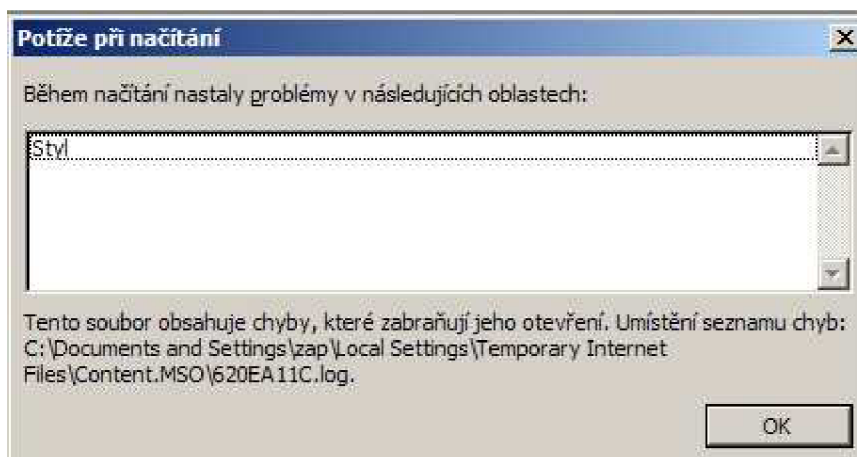 Potíže při načítání
Během načítání nastaly problémy v následujících oblastech:
Styl
Tento soubor obsahuje chyby, které zabraňují jeho otevření. Umístění seznamu chyb:
C:\Documents and Settings\zap\Local Settings\Temporary Internet
Files\Content.MSO\620EA11C.log.
OK